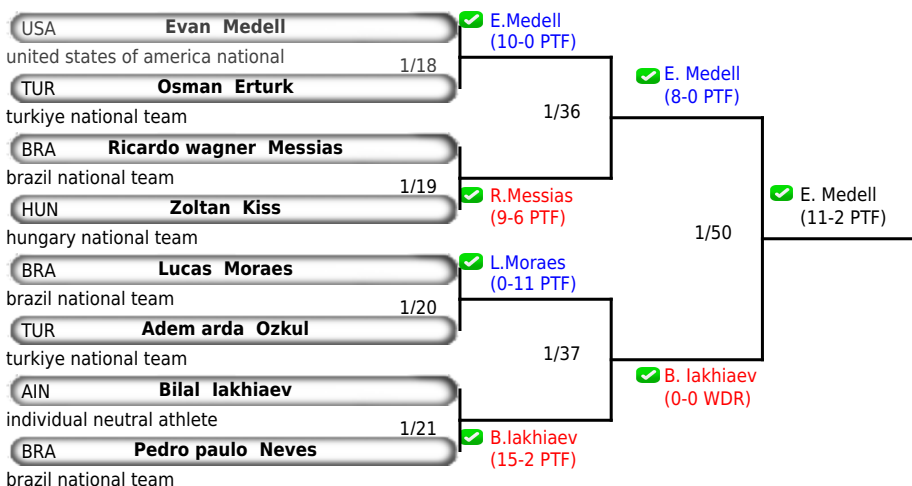 USA Evan Medell
united states of america national
1/18
TUR Osman Erturk
turkiye national team
BRA Ricardo wagner Messias
brazil national team
1/19
HUN Zoltan Kiss
hungary national team
BRA Lucas Moraes
brazil national team
1/20
TUR Adem arda Ozkul
turkiye national team
AIN Bilal Iakhiaev
individual neutral athlete
1/21
BRA Pedro paulo Neves
brazil national team
E.Medell
(10-0 PTF)
1/36
R.Messias
(9-6 PTF)
L.Moraes
(0-11 PTF)
1/37
B.Iakhiaev
(15-2 PTF)
E. Medell
(8-0 PTF)
1/50
B. Iakhiaev
(0-0 WDR)
E. Medell
(11-2 PTF)